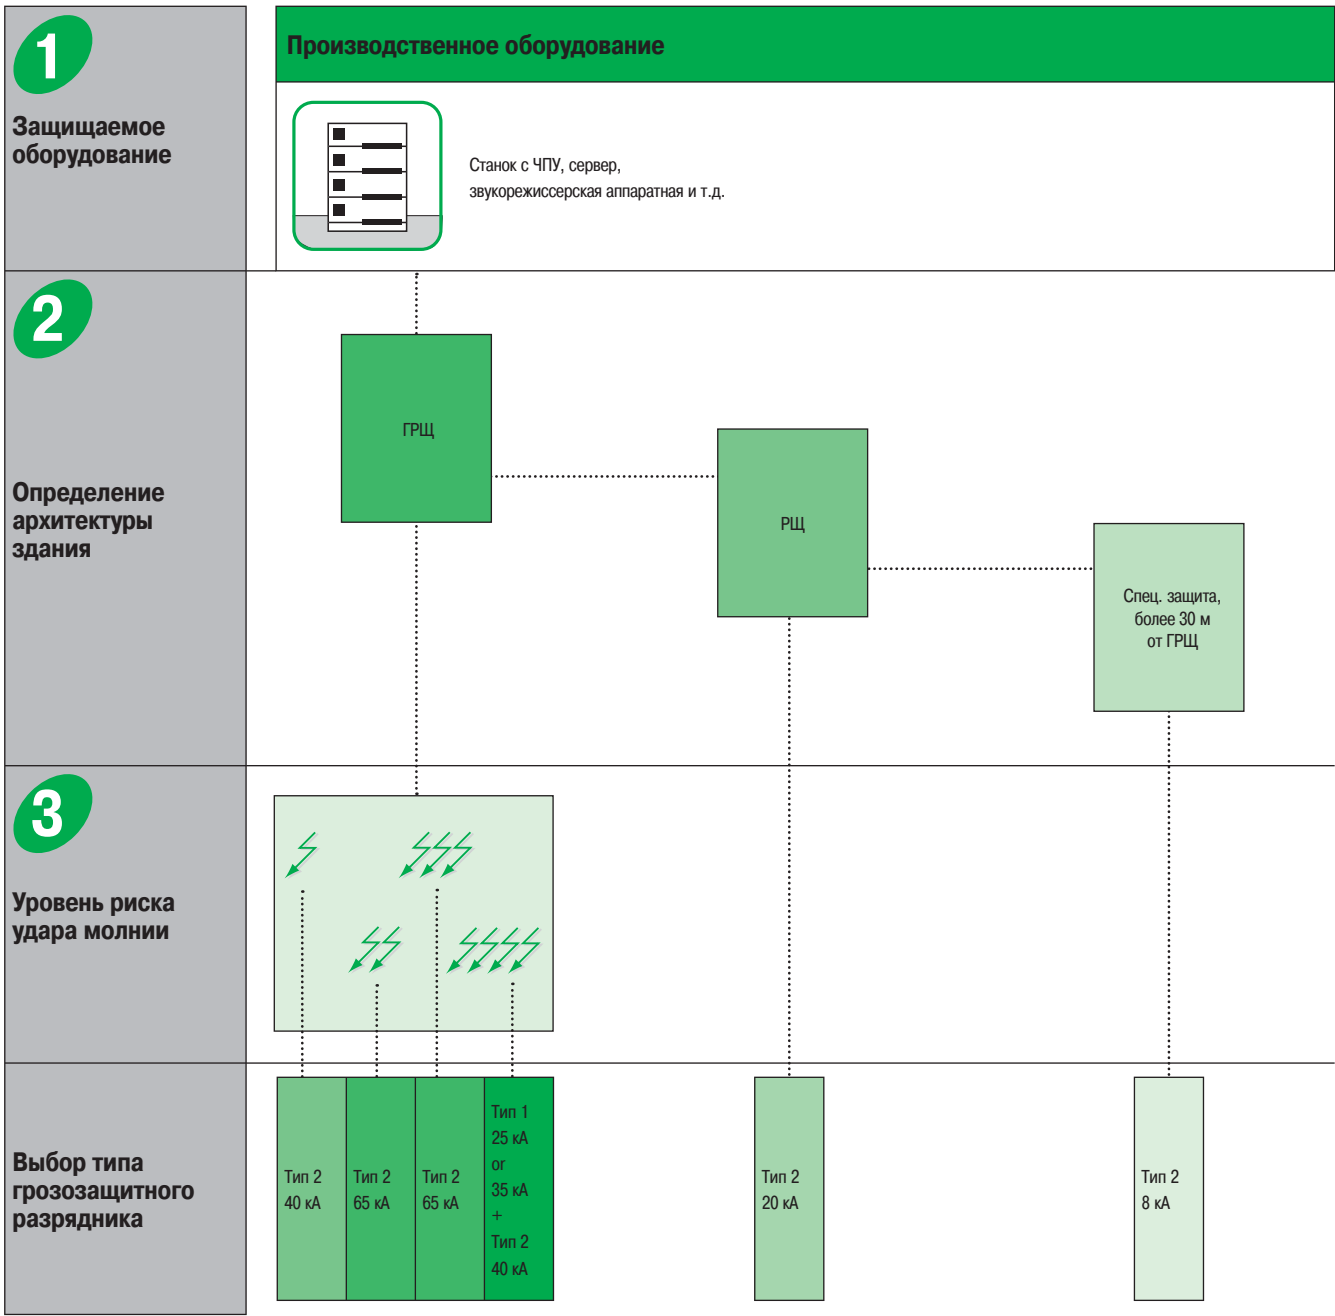 1
Защищаемое
оборудование
Производственное оборудование
Станок с ЧПУ, сервер,
звукорежиссерская аппаратная и т.д.
2
Определение
архитектуры
здания
ГРЩ
РЩ
Спец. защита,
более 30 м
от ГРЩ
3
Уровень риска
удара молнии
Выбор типа
грозозащитного
разрядника
Тип 2
40 кА
Тип 2
65 кА
Тип 2
65 кА
Тип 1
25 кА
or
35 кА
+
Тип 2
40 кА
Тип 2
20 кА
Тип 2
8 кА